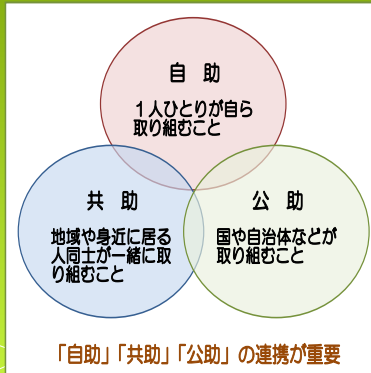 自　助
１人ひとりが自ら
取り組むこと
共　助
地域や身近に居る
人同士が一緒に取
り組むこと
公　助
国や自治体などが
取り組むこと
「自助」「共助」「公助」の連携が重要